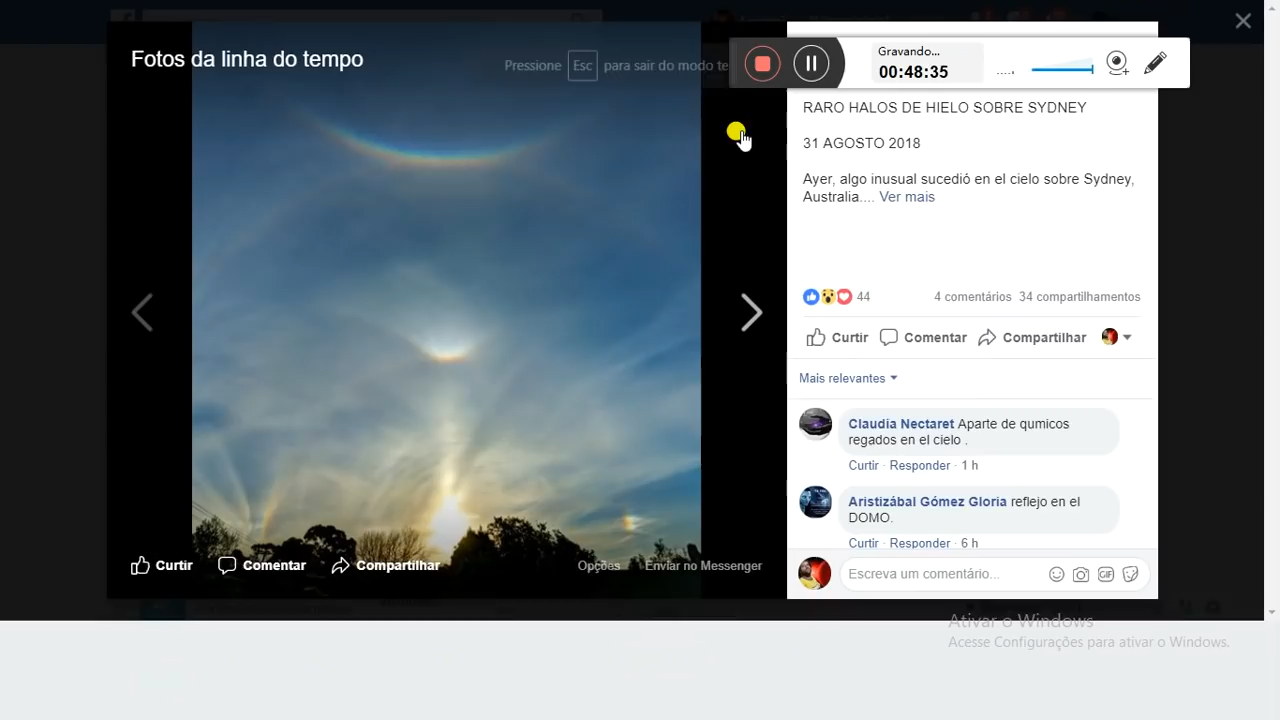 Fotos da linha do tempo
Pressione Esc para sair do modo te
Gravando...
00:48:35
RARO HALOS DE HIELO SOBRE SYDNEY
31 AGOSTO 2018
Ayer, algo inusual sucedió en el cielo sobre Sydney,
Australia.... Ver mais
44
4 comentários 34 compartilhamentos
Curtir Comentar Compartilhar
Mais relevantes
Claudia Nectaret Aparte de qumicos
regados en el cielo .
Curtir · Responder · 1 h
Aristizábal Gómez Gloria reflejo en el
DOMO.
Curtir · Responder · 6 h
Curtir Comentar Compartilhar
Opções Enviar no Messenger
Escreva um comentário...
GIF
Ativar o Windows
Acesse Configurações para ativar o Windows.